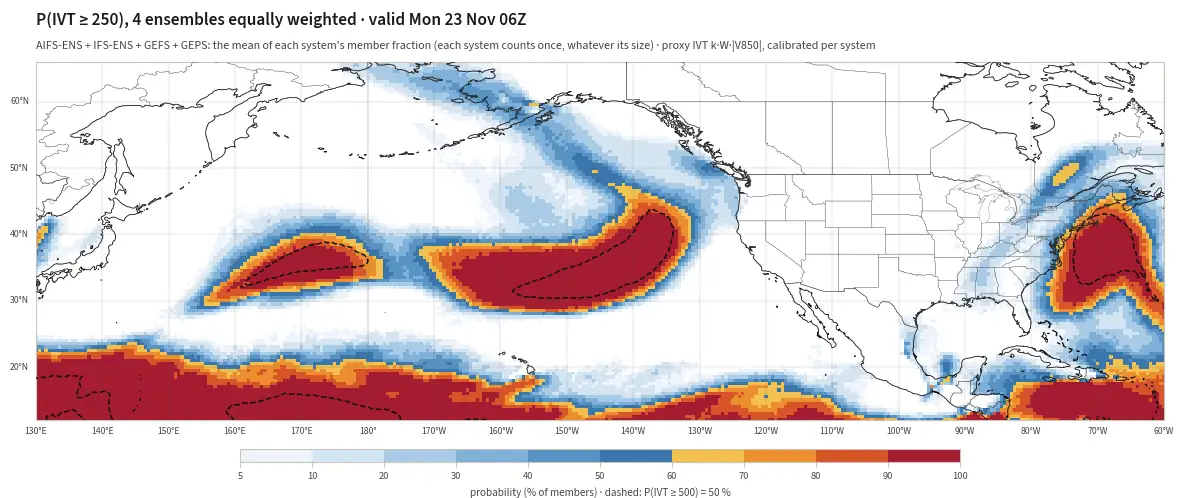 P(IVT ≥ 250), 4 ensembles equally weighted · valid Mon 23 Nov 06Z
AIFS-ENS + IFS-ENS + GEFS + GEPS: the mean of each system's member fraction (each system counts once, whatever its size) · proxy IVT k·W·|V850|, calibrated per system
60°N
50°N
40°N
30°N
20°N
130°E 140°E 150°E 160°E 170°E 180° 170°W 160°W 150°W 140°W 130°W 120°W 110°W 100°W 90°W 80°W 70°W 60°W
5 10 20 30 40 50 60 70 80 90 100
probability (% of members) · dashed: P(IVT ≥ 500) = 50 %